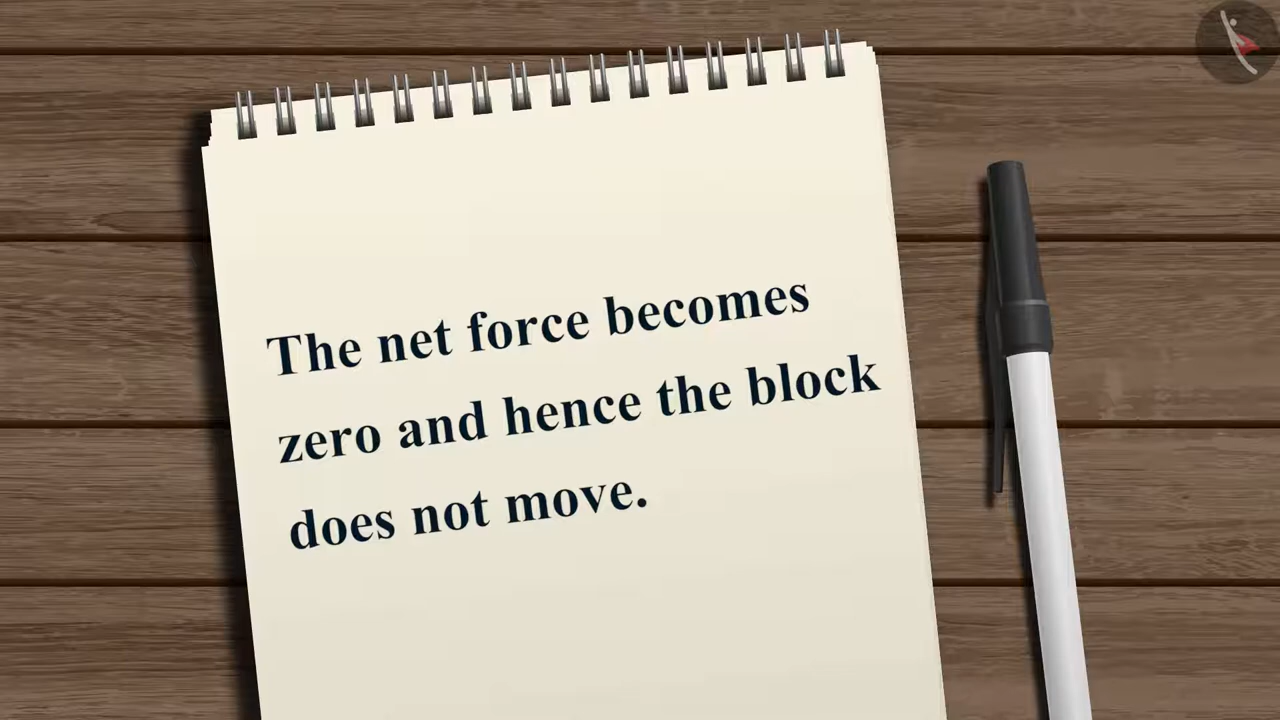 The net force becomes
zero and hence the block
does not move.